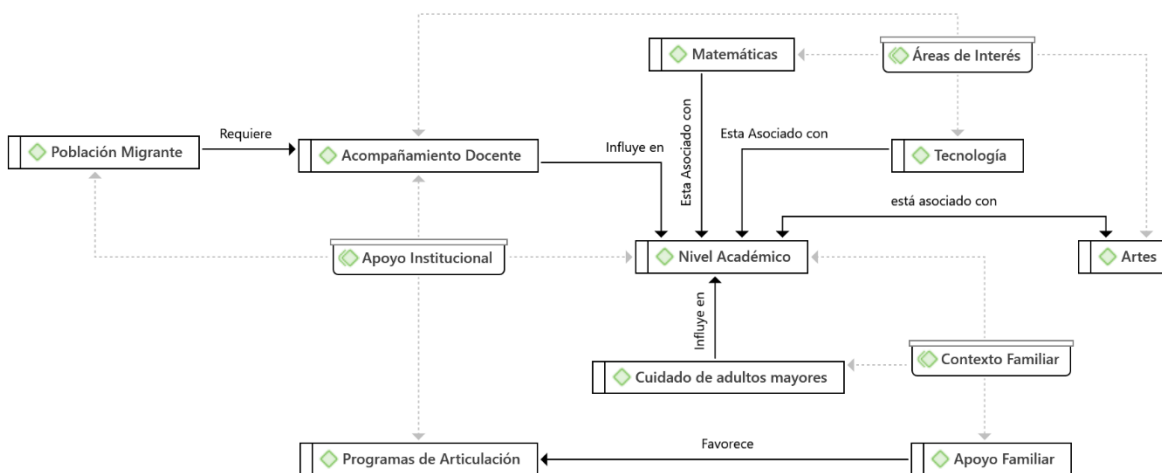 Matemáticas
Áreas de Interés
Requiere
Población Migrante
Acompañamiento Docente
Influye en
Esta Asociado con
Esta Asociado con
Tecnología
está asociado con
Apoyo Institucional
Nivel Académico
Artes
Influye en
Contexto Familiar
Cuidado de adultos mayores
Favorece
Programas de Articulación
Apoyo Familiar